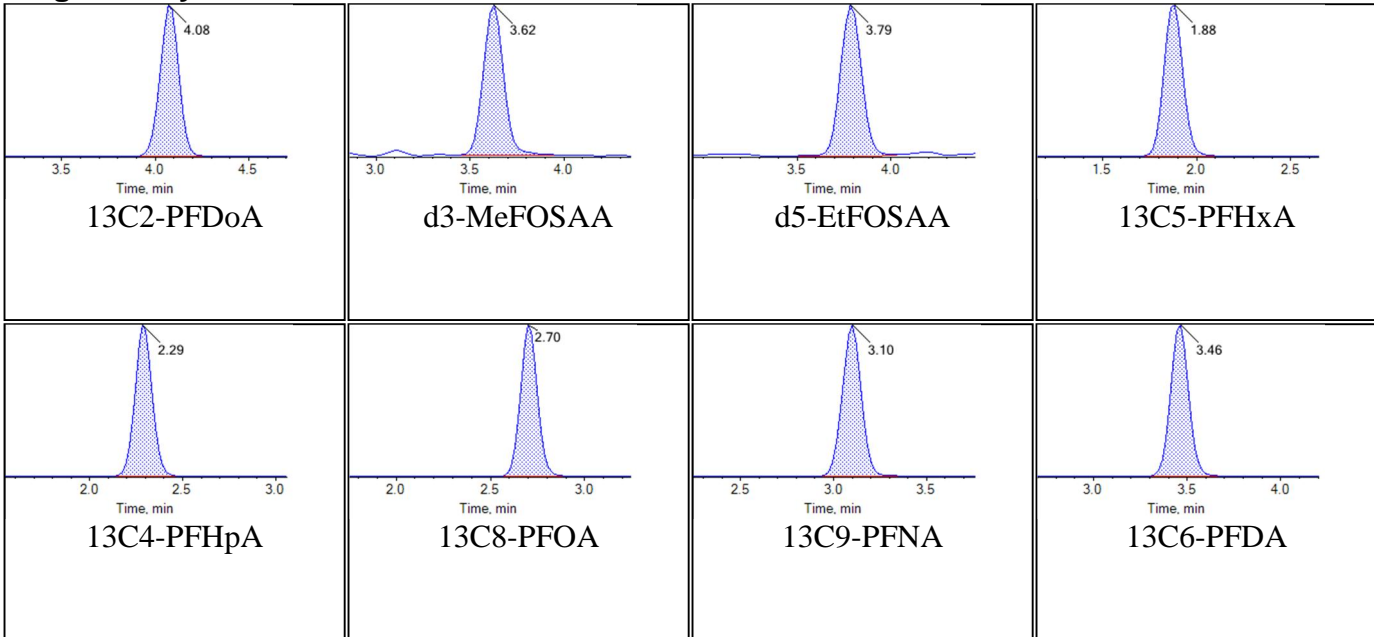 4.08
3.5 4.0 4.5
Time, min
13C2-PFDoA
3.62
3.0 3.5 4.0
Time, min
d3-MeFOSAA
3.79
3.5 4.0
Time, min
d5-EtFOSAA
1.88
1.5 2.0 2.5
Time, min
13C5-PFHxA
2.29
2.0 2.5 3.0
Time, min
13C4-PFHpA
2.70
2.0 2.5 3.0
Time, min
13C8-PFOA
3.10
2.5 3.0 3.5
Time, min
13C9-PFNA
3.46
3.0 3.5 4.0
Time, min
13C6-PFDA